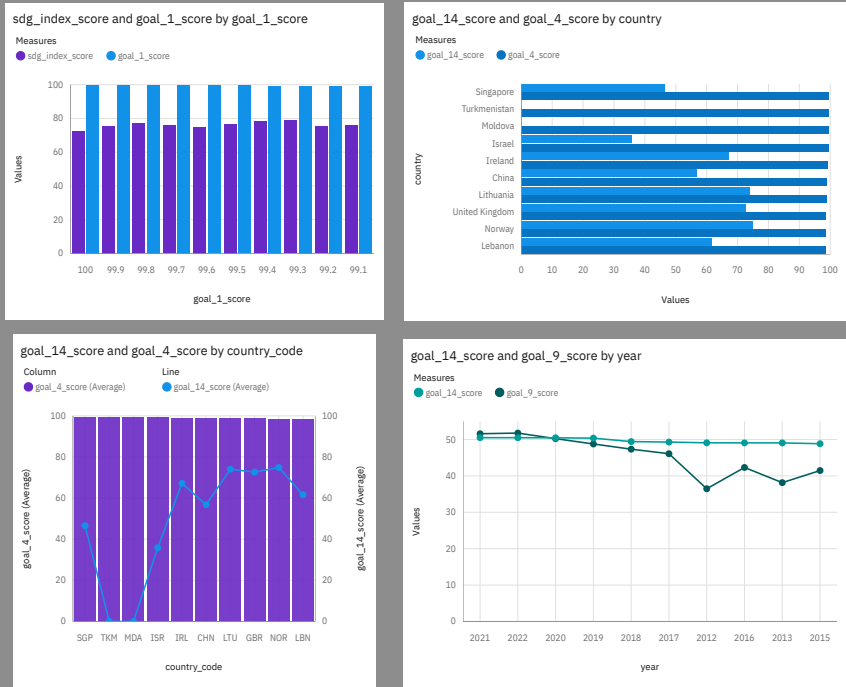 sdg_index_score and goal_1_score by goal_1_score
Measures
sdg_index_score goal_1_score
100
80
60
40
20
0
Values
100 99.9 99.8 99.7 99.6 99.5 99.4 99.3 99.2 99.1
goal_1_score
goal_14_score and goal_4_score by country
Measures
goal_14_score goal_4_score
country
Singapore
Turkmenistan
Moldova
Israel
Ireland
China
Lithuania
United Kingdom
Norway
Lebanon
0 10 20 30 40 50 60 70 80 90 100
Values
goal_14_score and goal_4_score by country_code
Column Line
goal_4_score (Average) goal_14_score (Average)
100 100
80 80
60 60
40 40
20 20
0 0
goal_4_score (Average)
goal_14_score (Average)
SGP TKM MDA ISR IRL CHN LTU GBR NOR LBN
country_code
goal_14_score and goal_9_score by year
Measures
goal_14_score goal_9_score
50
40
30
20
10
0
Values
2021 2022 2020 2019 2018 2017 2012 2016 2013 2015
year